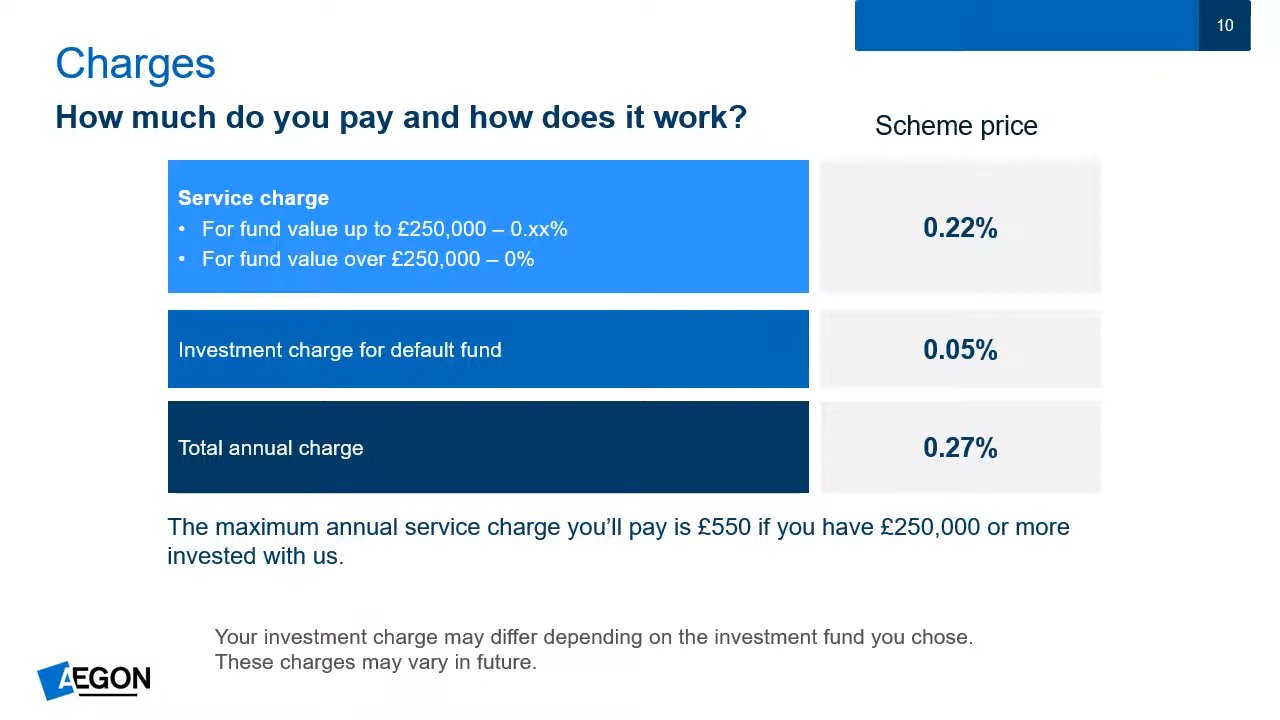 10
Charges
How much do you pay and how does it work?
Scheme price
Service charge
• For fund value up to £250,000 – 0.xx%
• For fund value over £250,000 – 0%
0.22%
Investment charge for default fund
0.05%
Total annual charge
0.27%
The maximum annual service charge you’ll pay is £550 if you have £250,000 or more
invested with us.
Your investment charge may differ depending on the investment fund you chose.
These charges may vary in future.
AEGON